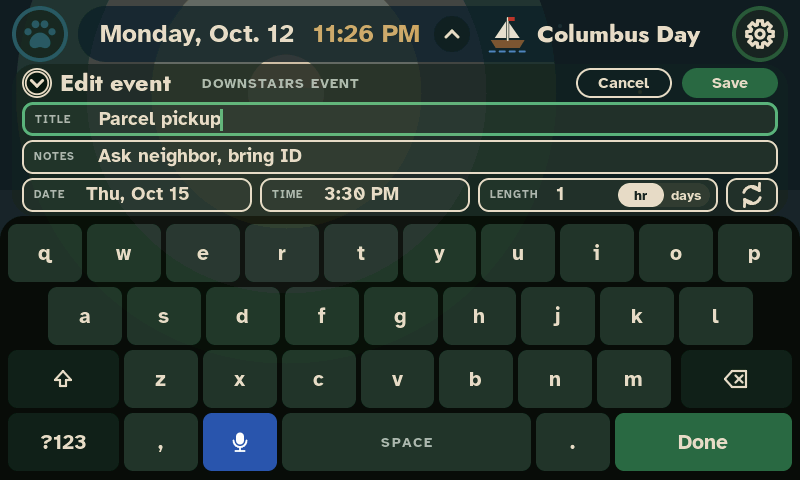 Monday, Oct. 12 11:26 PM Columbus Day
Edit event DOWNSTAIRS EVENT Cancel Save
TITLE Parcel pickup
NOTES Ask neighbor, bring ID
DATE Thu, Oct 15 TIME 3:30 PM LENGTH 1 hr days
q w e r t y u i o p
a s d f g h j k l
z x c v b n m
?123 , SPACE . Done